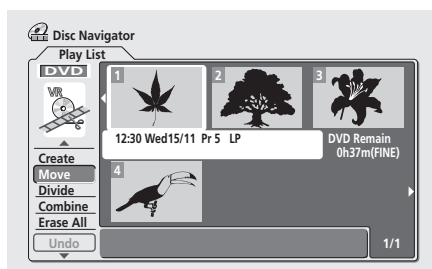 Disc Navigator
Play List
DVD
VR
1
2
3
12:30 Wed15/11 Pr 5 LP
DVD Remain
0h37m(FINE)
4
Create
Move
Divide
Combine
Erase All
Undo
1/1